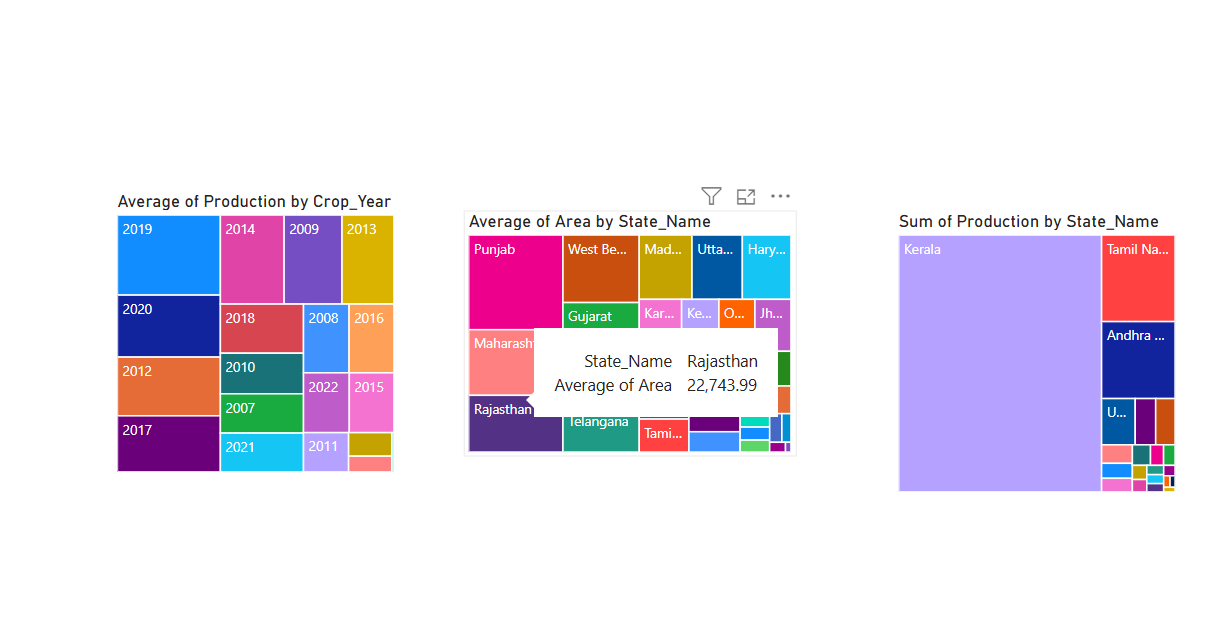 Average of Production by Crop_Year
2019
2020
2012
2017
2014
2009
2013
2018
2010
2007
2021
2008
2016
2022
2015
2011
Average of Area by State_Name
Punjab
Maharasht
Rajasthan
West Be...
Gujarat
Telangana
Mad...
Utta...
Hary...
Kar...
Ke...
O...
Jh...
Tami...
State_Name Rajasthan
Average of Area 22,743.99
Sum of Production by State_Name
Kerala
Tamil Na...
Andhra ...
U...